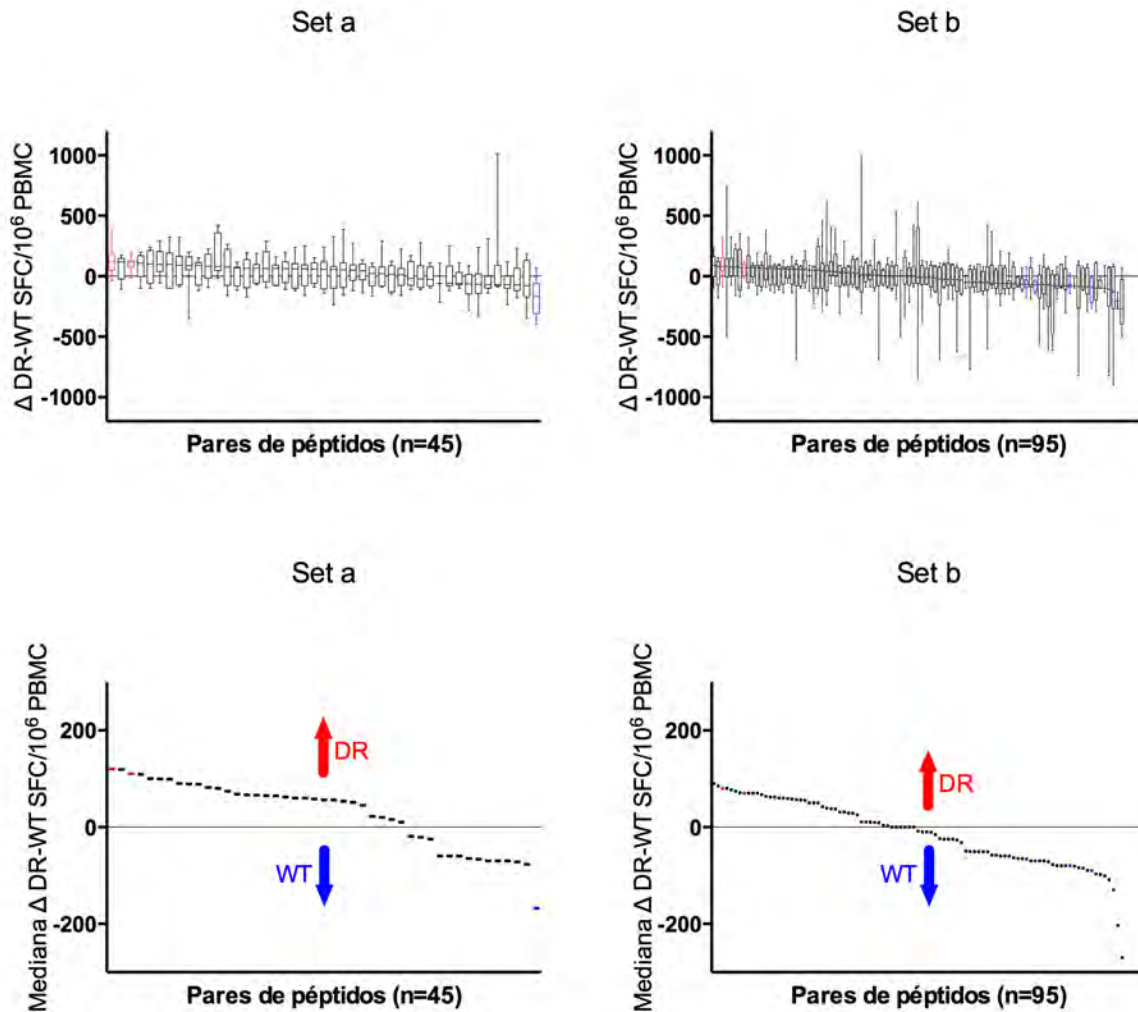 Set a
Δ DR-WT SFC/10⁶ PBMC
1000
500
0
-500
-1000
Pares de péptidos (n=45)
Set b
Δ DR-WT SFC/10⁶ PBMC
1000
500
0
-500
-1000
Pares de péptidos (n=95)
Set a
Mediana Δ DR-WT SFC/10⁶ PBMC
200
0
-200
DR
WT
Pares de péptidos (n=45)
Set b
Mediana Δ DR-WT SFC/10⁶ PBMC
200
0
-200
DR
WT
Pares de péptidos (n=95)